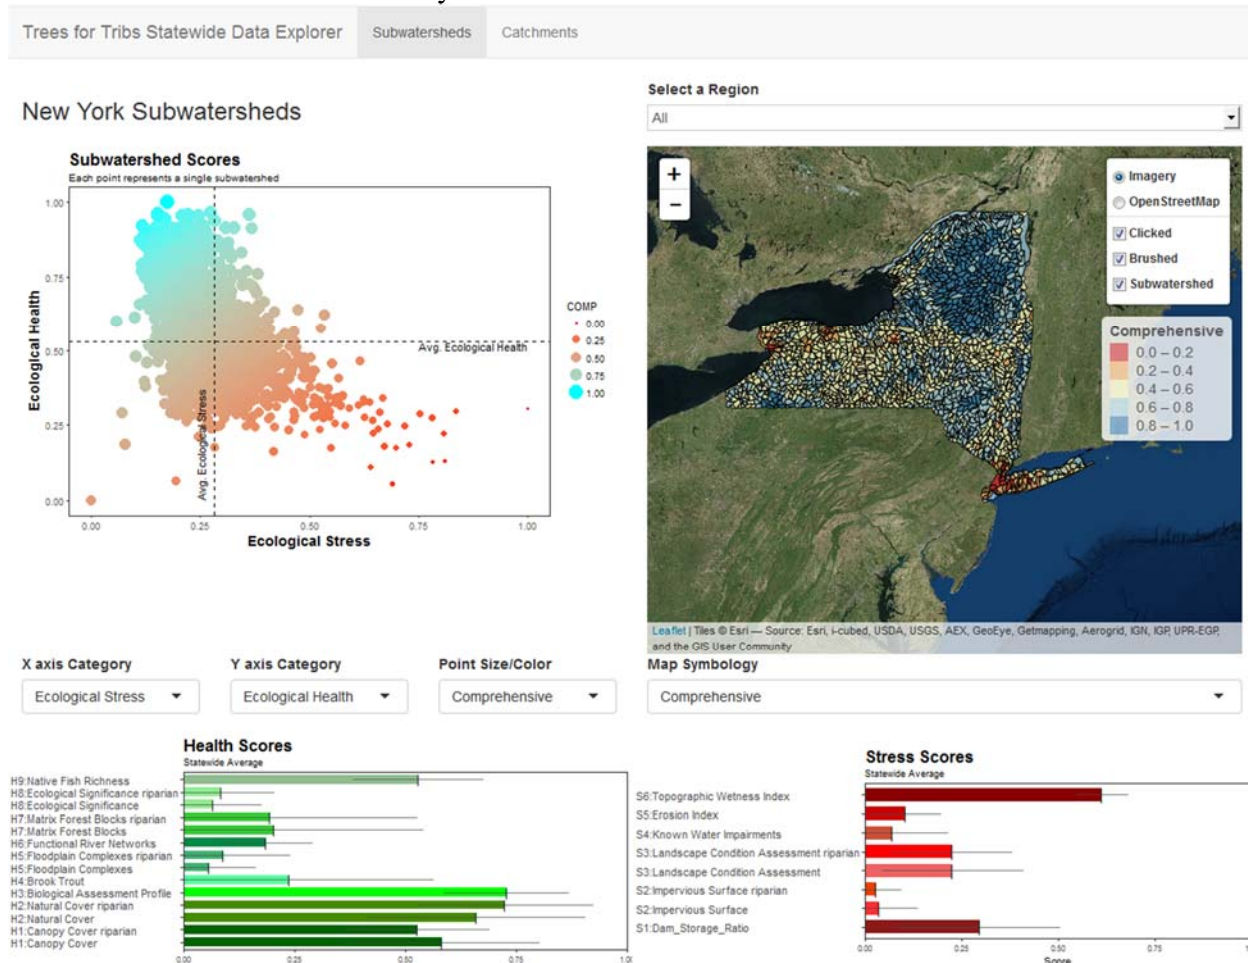 Trees for Tribs Statewide Data Explorer
Subwatersheds
Catchments
New York Subwatersheds
Select a Region
All
Subwatershed Scores
Each point represents a single subwatershed
1.00
0.75
0.50
0.25
0.00
Ecological Health
Avg. Ecological Health
Avg. Ecological Stress
0.00
0.25
0.50
0.75
1.00
Ecological Stress
COMP
0.00
0.25
0.50
0.75
1.00
+
−
Imagery
OpenStreetMap
Clicked
Brushed
Subwatershed
Comprehensive
0.0 – 0.2
0.2 – 0.4
0.4 – 0.6
0.6 – 0.8
0.8 – 1.0
Leaflet | Tiles © Esri — Source: Esri, i-cubed, USDA, USGS, AEX, GeoEye, Getmapping, Aerogrid, IGN, IGP, UPR-EGP,
and the GIS User Community
X axis Category
Y axis Category
Point Size/Color
Map Symbology
Ecological Stress
Ecological Health
Comprehensive
Comprehensive
Health Scores
Statewide Average
H9:Native Fish Richness
H8:Ecological Significance riparian
H8:Ecological Significance
H7:Matrix Forest Blocks riparian
H7:Matrix Forest Blocks
H6:Functional River Networks
H5:Floodplain Complexes riparian
H5:Floodplain Complexes
H4:Brook Trout
H3:Biological Assessment Profile
H2:Natural Cover riparian
H2:Natural Cover
H1:Canopy Cover riparian
H1:Canopy Cover
0.00
0.25
0.50
0.75
Stress Scores
Statewide Average
S6:Topographic Wetness Index
S5:Erosion Index
S4:Known Water Impairments
S3:Landscape Condition Assessment riparian
S3:Landscape Condition Assessment
S2:Impervious Surface riparian
S2:Impervious Surface
S1:Dam_Storage_Ratio
0.00
0.25
0.50
0.75
Score